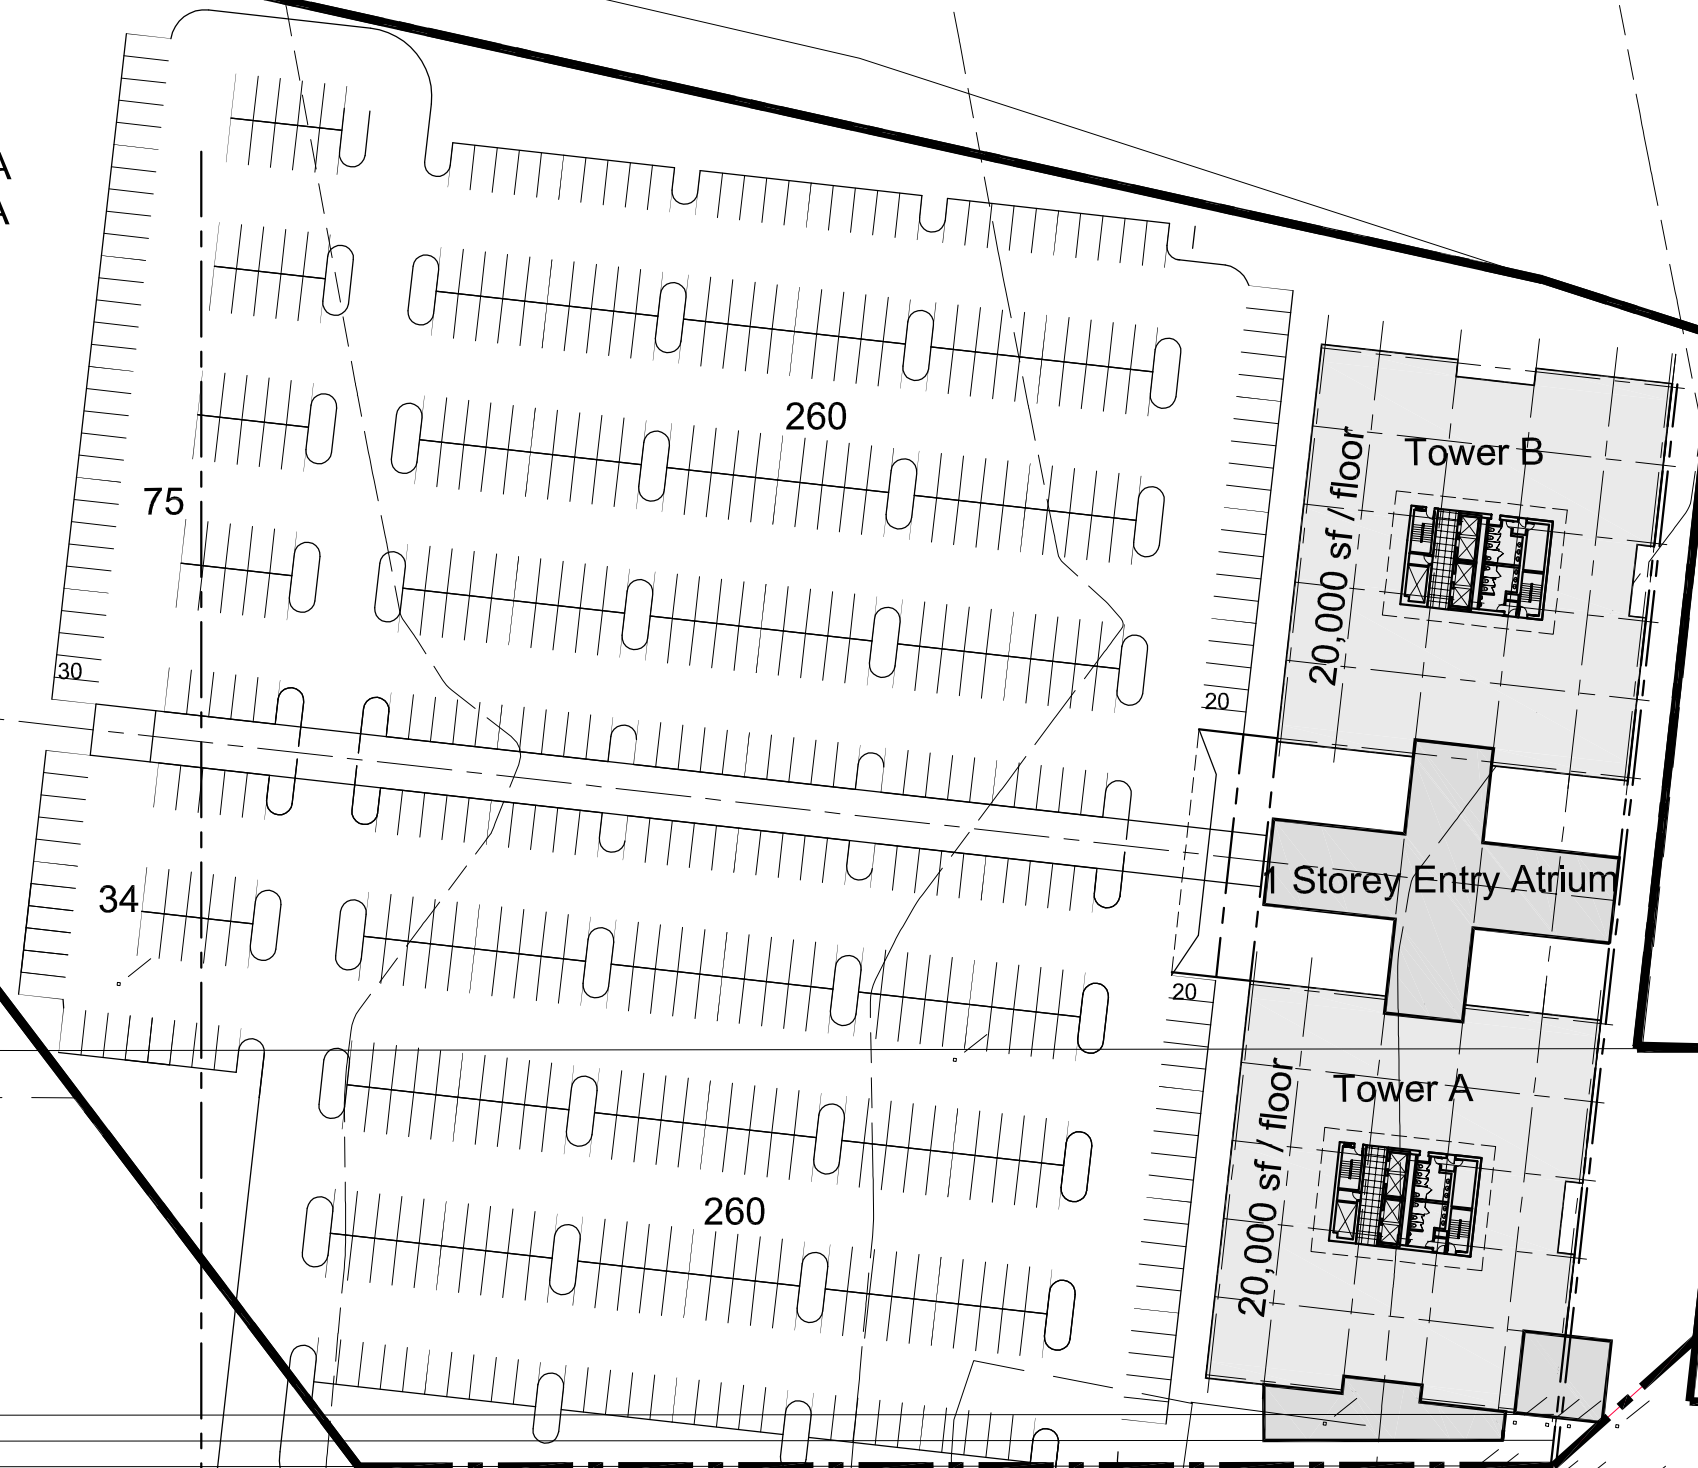 A
A
260
Tower B
20,000 sf / floor
75
30
20
34
1 Storey Entry Atrium
20
Tower A
20,000 sf / floor
260